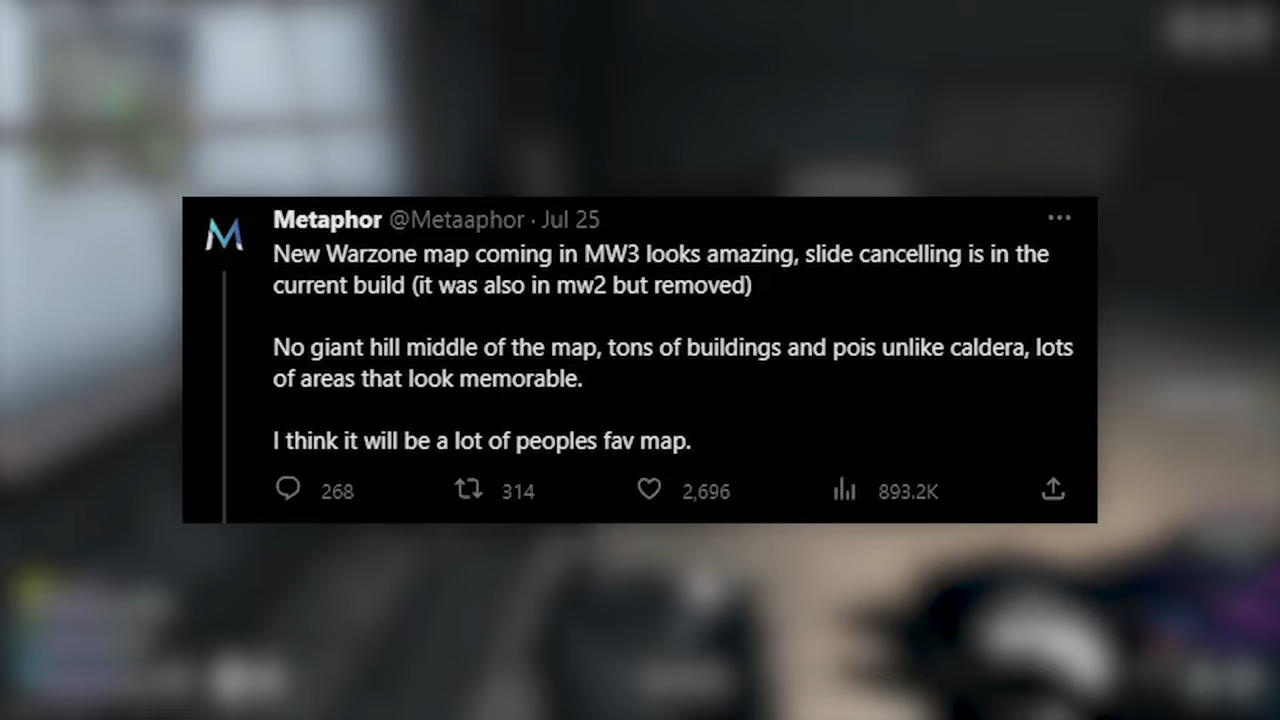 Metaphor @Metaaphor · Jul 25
New Warzone map coming in MW3 looks amazing, slide cancelling is in the
current build (it was also in mw2 but removed)
No giant hill middle of the map, tons of buildings and pois unlike caldera, lots
of areas that look memorable.
I think it will be a lot of peoples fav map.
268 314 2,696 893.2K